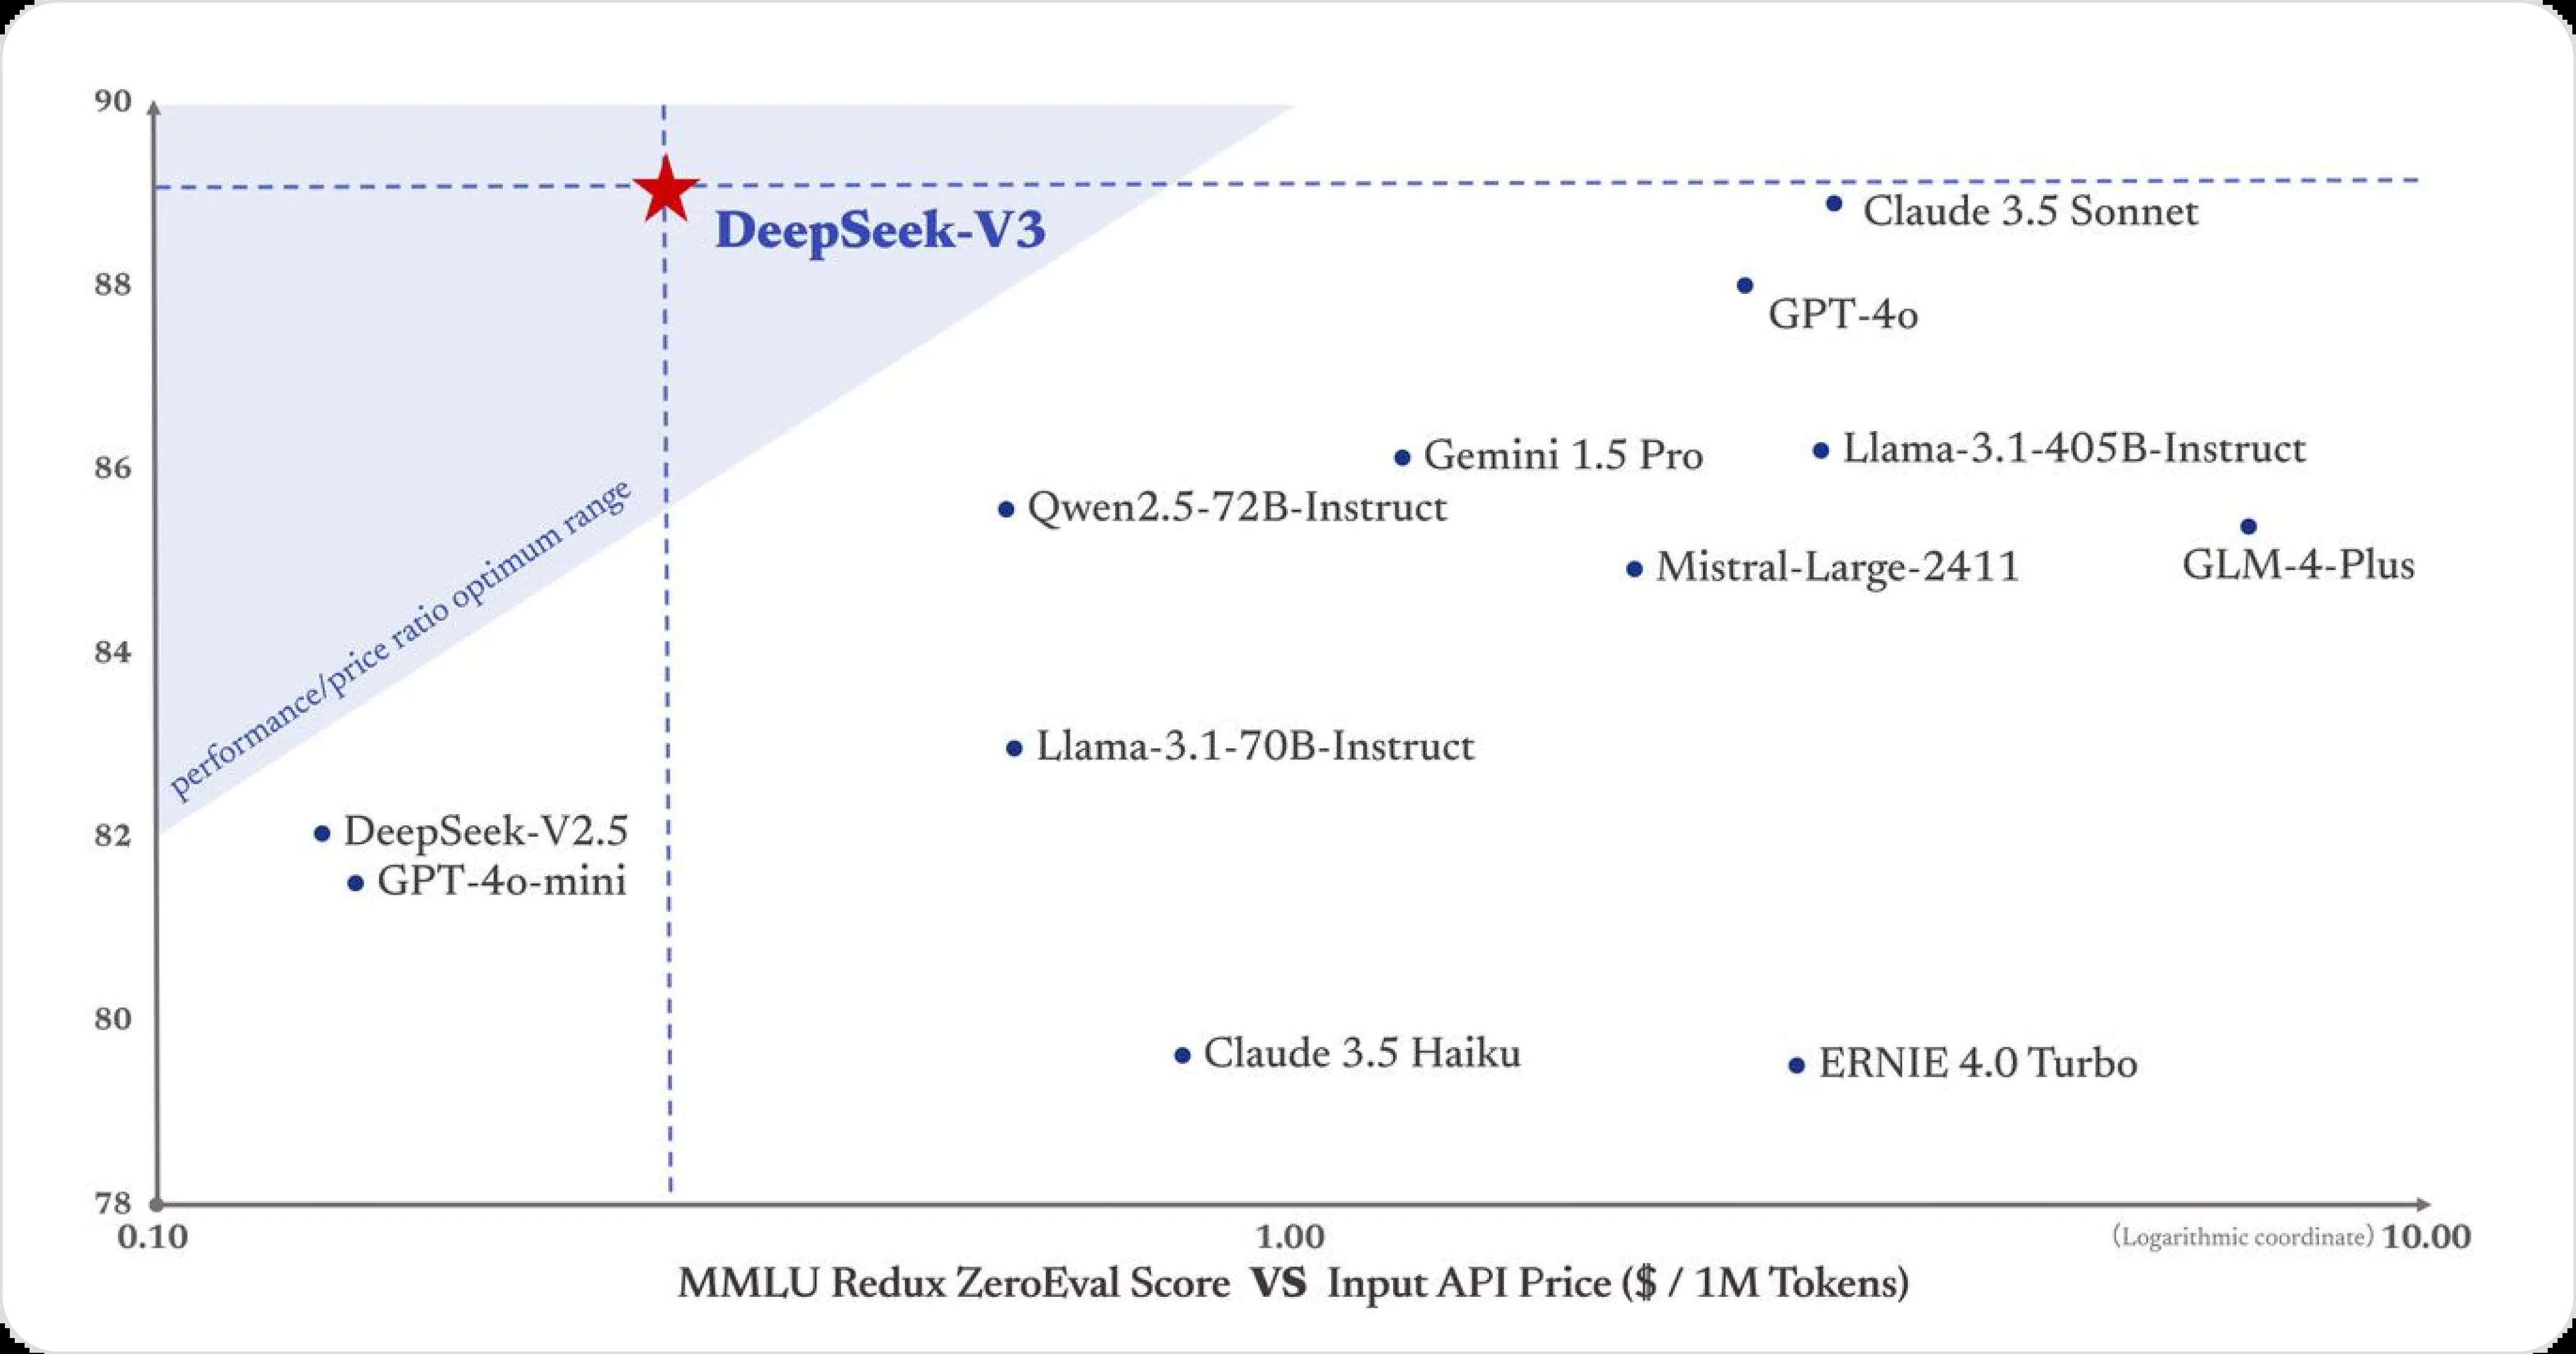 90
DeepSeek-V3
Claude 3.5 Sonnet
88
GPT-4o
86
Gemini 1.5 Pro
Llama-3.1-405B-Instruct
performance/price ratio optimum range
Qwen2.5-72B-Instruct
Mistral-Large-2411
GLM-4-Plus
84
Llama-3.1-70B-Instruct
82
DeepSeek-V2.5
GPT-4o-mini
80
Claude 3.5 Haiku
ERNIE 4.0 Turbo
78
0.10
1.00
(Logarithmic coordinate) 10.00
MMLU Redux ZeroEval Score VS Input API Price ($ / 1M Tokens)